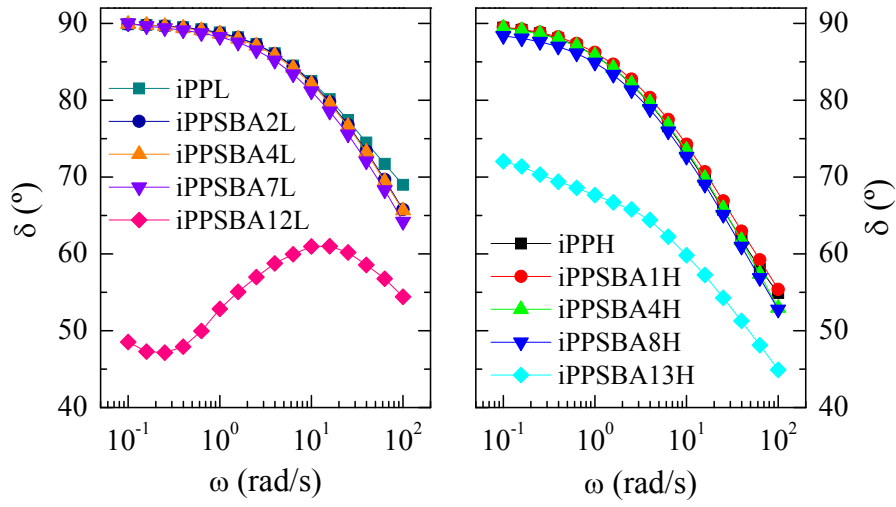 90
80
70
60
50
40
δ (º)
iPPL
iPPSBA2L
iPPSBA4L
iPPSBA7L
iPPSBA12L
10⁻¹ 10⁰ 10¹ 10²
ω (rad/s)
iPPH
iPPSBA1H
iPPSBA4H
iPPSBA8H
iPPSBA13H
10⁻¹ 10⁰ 10¹ 10²
ω (rad/s)
90
80
70
60
50
40
δ (º)